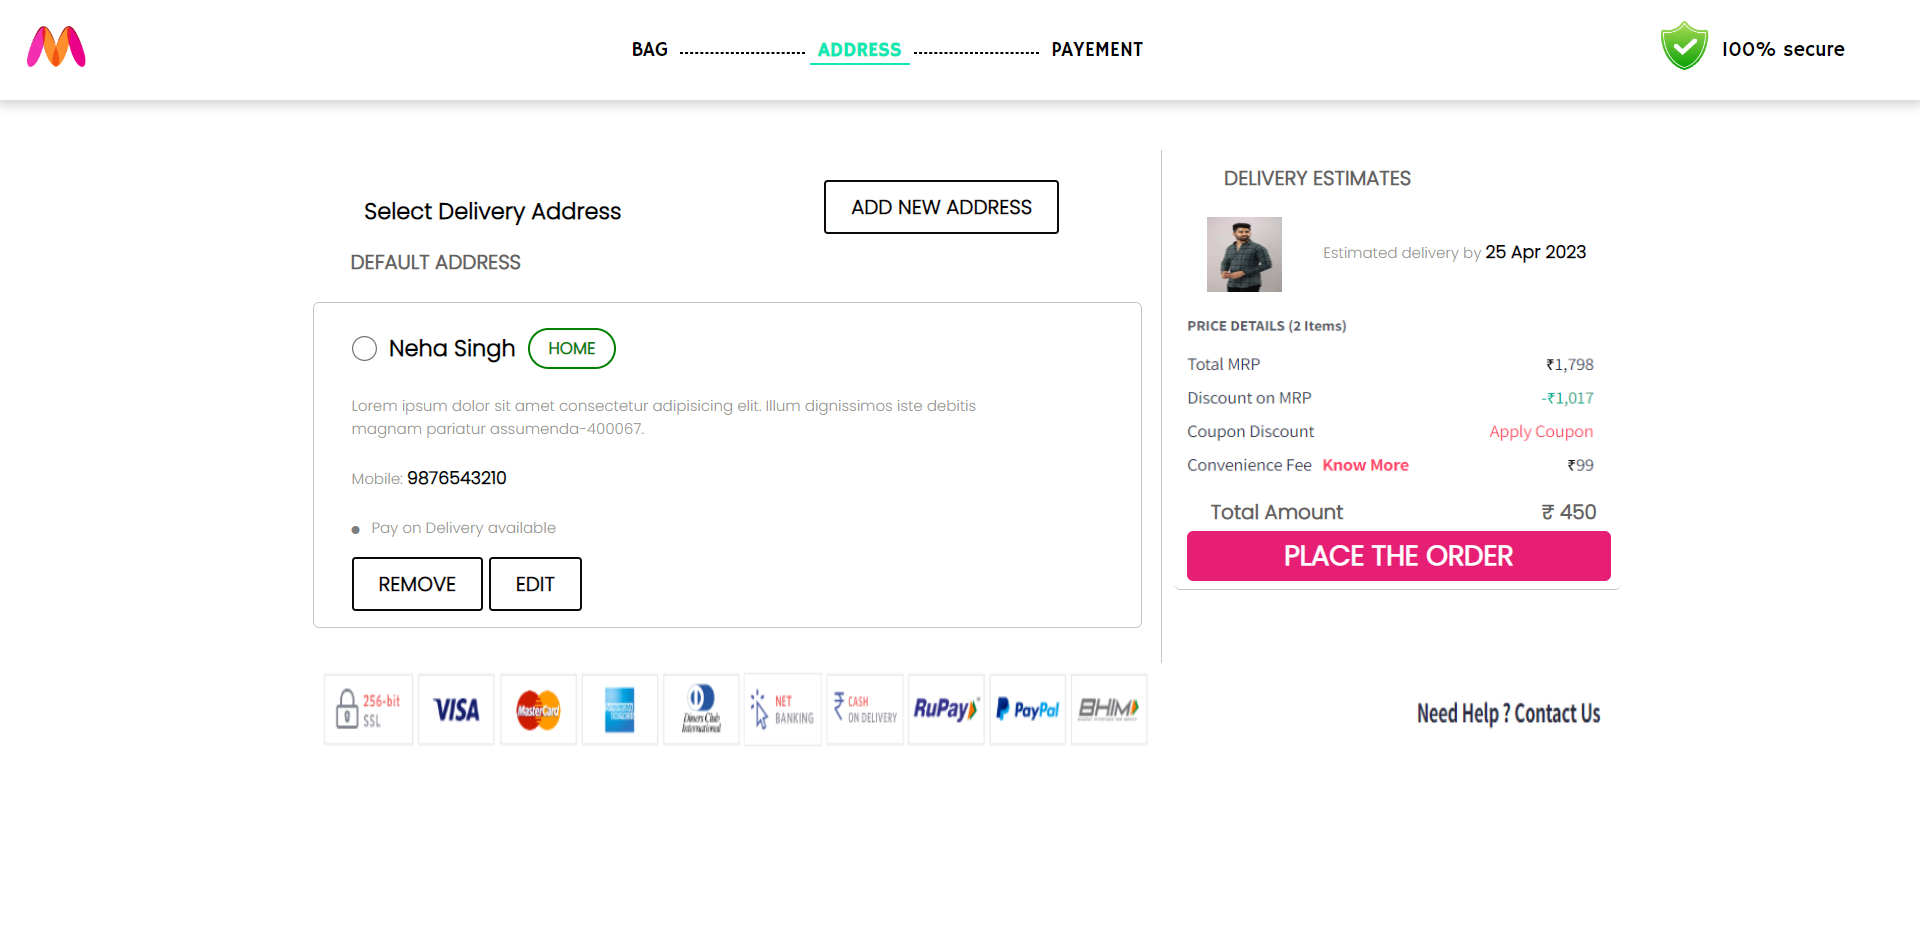 BAG ADDRESS PAYEMENT
100% secure
Select Delivery Address
ADD NEW ADDRESS
DEFAULT ADDRESS
Neha Singh HOME
Lorem ipsum dolor sit amet consectetur adipisicing elit. Illum dignissimos iste debitis
magnam pariatur assumenda-400067.
Mobile: 9876543210
Pay on Delivery available
REMOVE EDIT
DELIVERY ESTIMATES
Estimated delivery by 25 Apr 2023
PRICE DETAILS (2 Items)
Total MRP ₹1,798
Discount on MRP -₹1,017
Coupon Discount Apply Coupon
Convenience Fee Know More ₹99
Total Amount ₹ 450
PLACE THE ORDER
256-bit
SSL
VISA
MasterCard
AMERICAN
EXPRESS
Diners Club
International
NET
BANKING
CASH
ON DELIVERY
RuPay
PayPal
BHIM
Need Help ? Contact Us